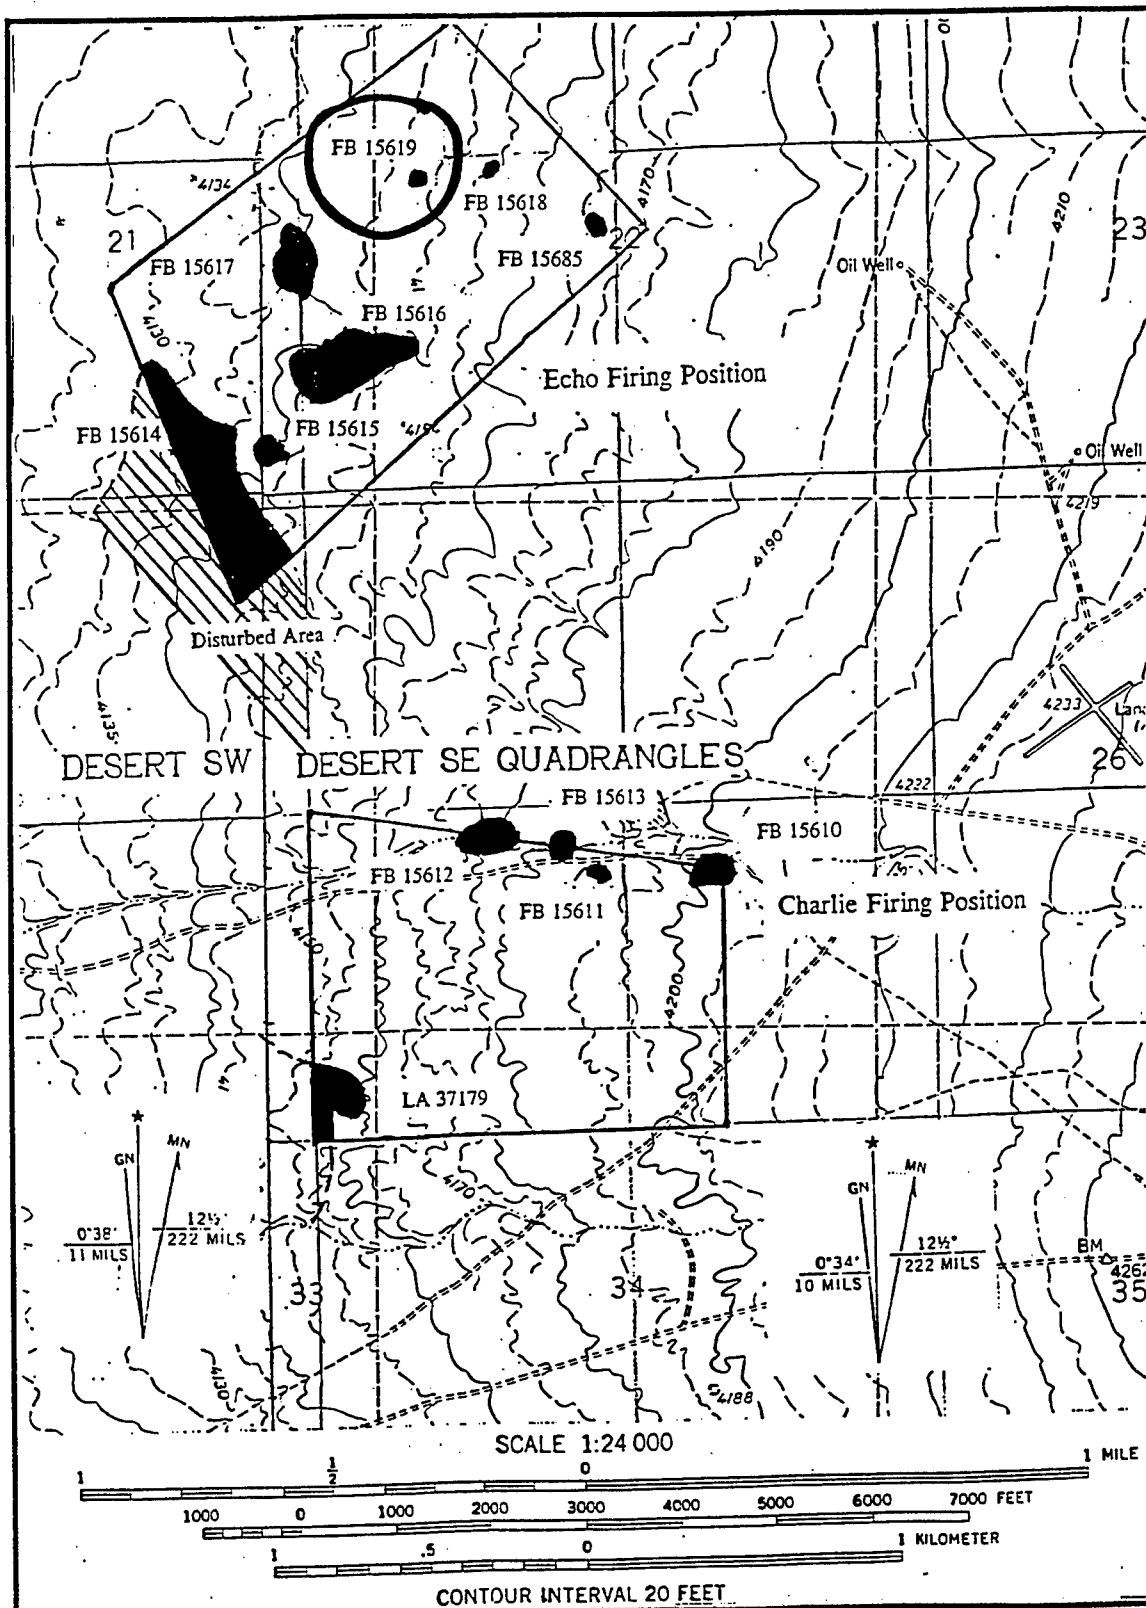 FB 15619
4134
FB 15618
4170
4210
21
22
23
FB 15617
FB 15685
Oil Well
41
FB 15616
4130
Echo Firing Position
FB 15614
FB 15615
Oil Well
4219
4190
Disturbed Area
4135
4233
DESERT SW
DESERT SE QUADRANGLES
26
4232
FB 15613
FB 15610
FB 15612
FB 15611
Charlie Firing Position
4200
41
LA 37179
GN
MN
GN
MN
4170
0°38'
11 MILS
12½°
222 MILS
0°34'
10 MILS
12½°
222 MILS
BM
4262
33
34
35
4130
4188
SCALE 1:24 000
1
½
0
1 MILE
1000
0
1000
2000
3000
4000
5000
6000
7000 FEET
1
.5
0
1 KILOMETER
CONTOUR INTERVAL 20 FEET